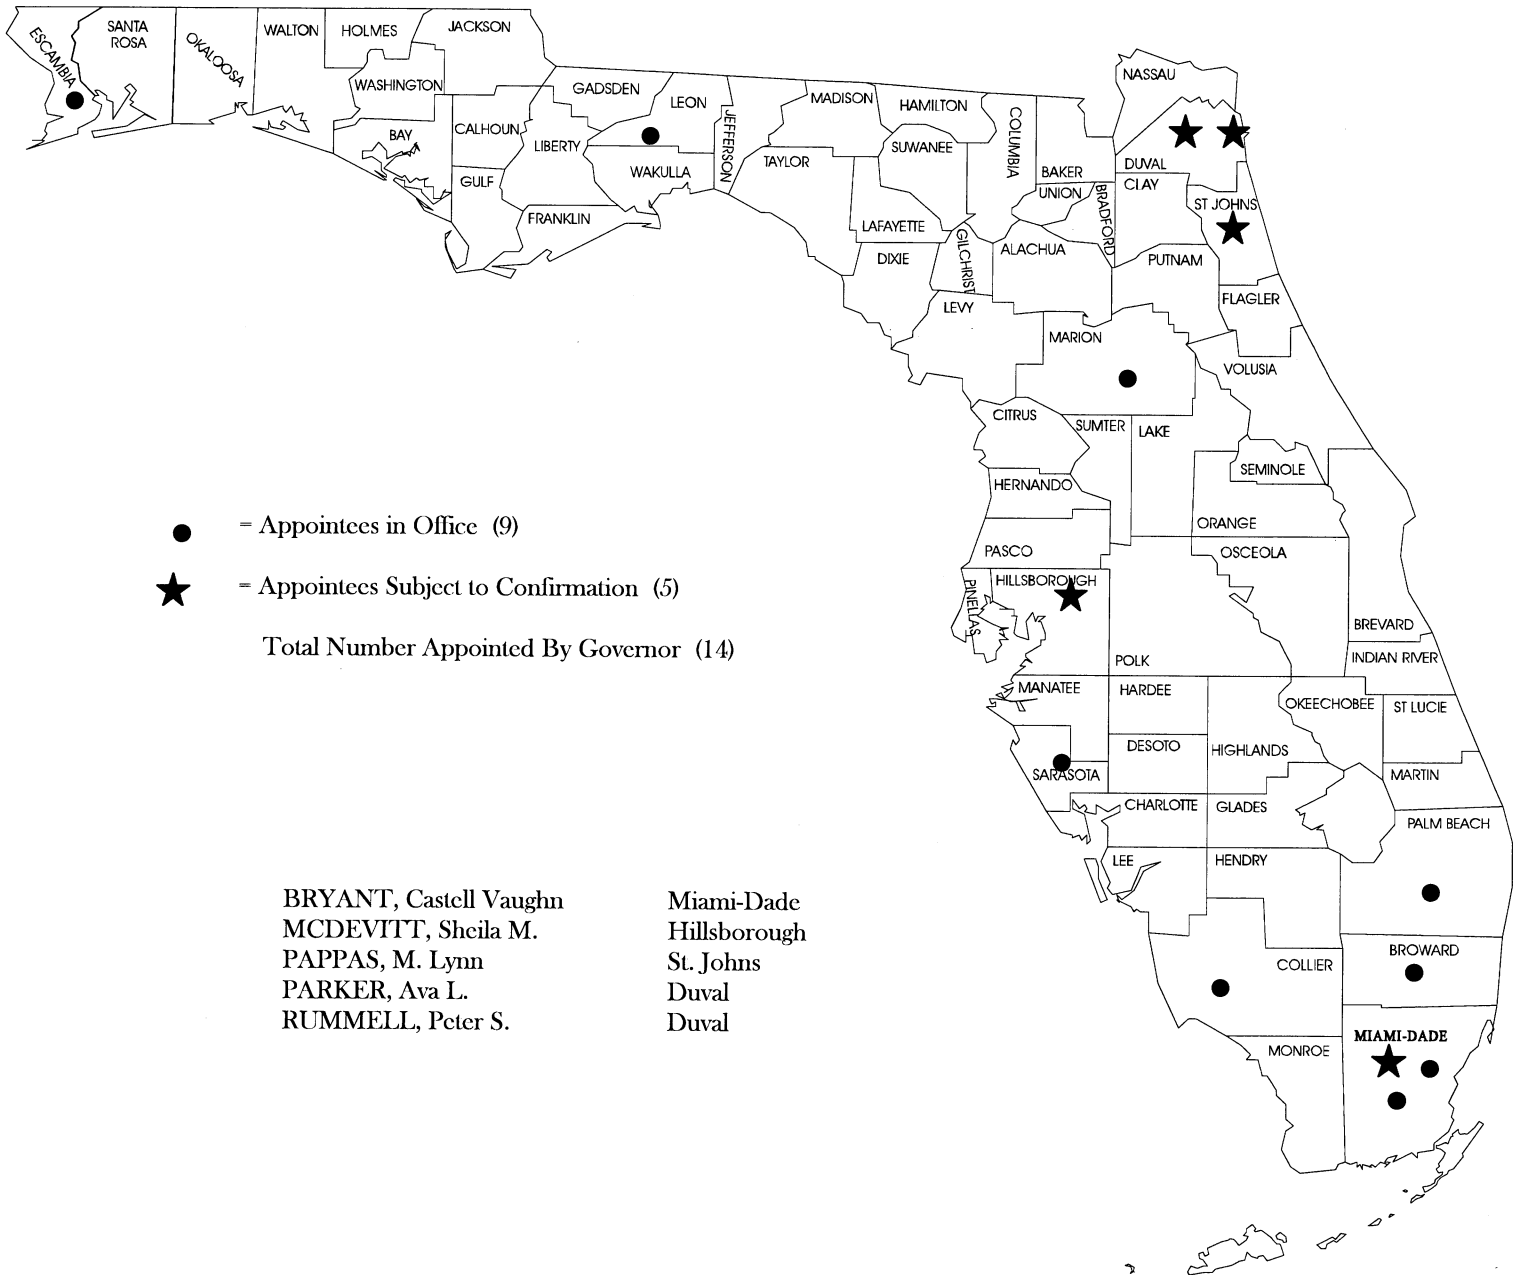 ESCAMBIA
SANTA
ROSA
OKALOOSA
WALTON
HOLMES
JACKSON
WASHINGTON
BAY
CALHOUN
GULF
LIBERTY
GADSDEN
LEON
WAKULLA
FRANKLIN
JEFFERSON
MADISON
TAYLOR
HAMILTON
SUWANEE
LAFAYETTE
DIXIE
COLUMBIA
GILCHRIST
BAKER
UNION
BRADFORD
ALACHUA
LEVY
NASSAU
DUVAL
CLAY
ST JOHNS
PUTNAM
FLAGLER
MARION
VOLUSIA
CITRUS
SUMTER
LAKE
SEMINOLE
HERNANDO
ORANGE
PASCO
OSCEOLA
PINELLAS
HILLSBOROUGH
POLK
BREVARD
INDIAN RIVER
MANATEE
HARDEE
OKEECHOBEE
ST LUCIE
DESOTO
HIGHLANDS
SARASOTA
MARTIN
CHARLOTTE
GLADES
PALM BEACH
LEE
HENDRY
COLLIER
BROWARD
MONROE
MIAMI-DADE
= Appointees in Office (9)
= Appointees Subject to Confirmation (5)
Total Number Appointed By Governor (14)
BRYANT, Castell Vaughn Miami-Dade
MCDEVITT, Sheila M. Hillsborough
PAPPAS, M. Lynn St. Johns
PARKER, Ava L. Duval
RUMMELL, Peter S. Duval